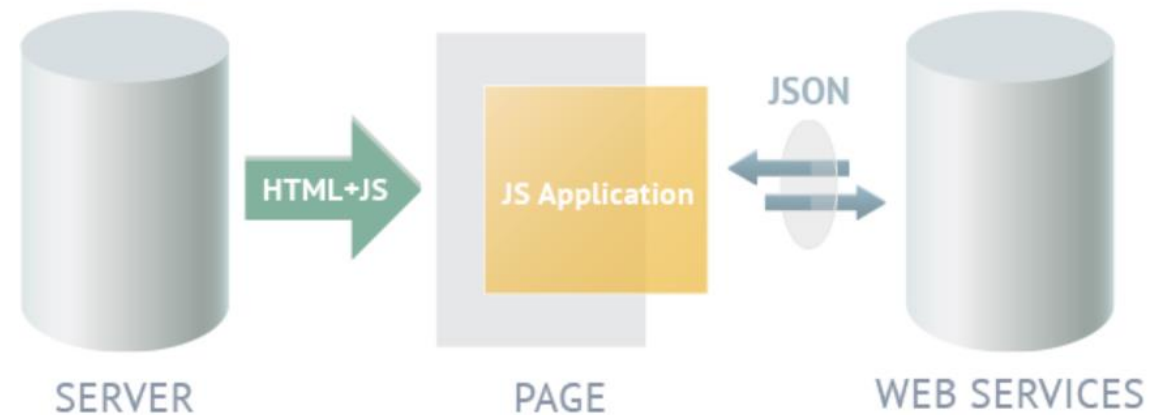 JSON
HTML+JS
JS Application
SERVER
PAGE
WEB SERVICES